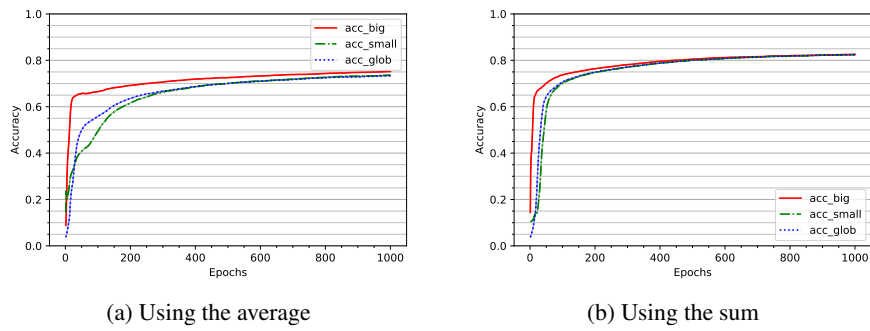 1.0
0.8
0.6
0.4
0.2
0.0
Accuracy
acc_big
acc_small
acc_glob
0 200 400 600 800 1000
Epochs
(a) Using the average
1.0
0.8
0.6
0.4
0.2
0.0
Accuracy
acc_big
acc_small
acc_glob
0 200 400 600 800 1000
Epochs
(b) Using the sum